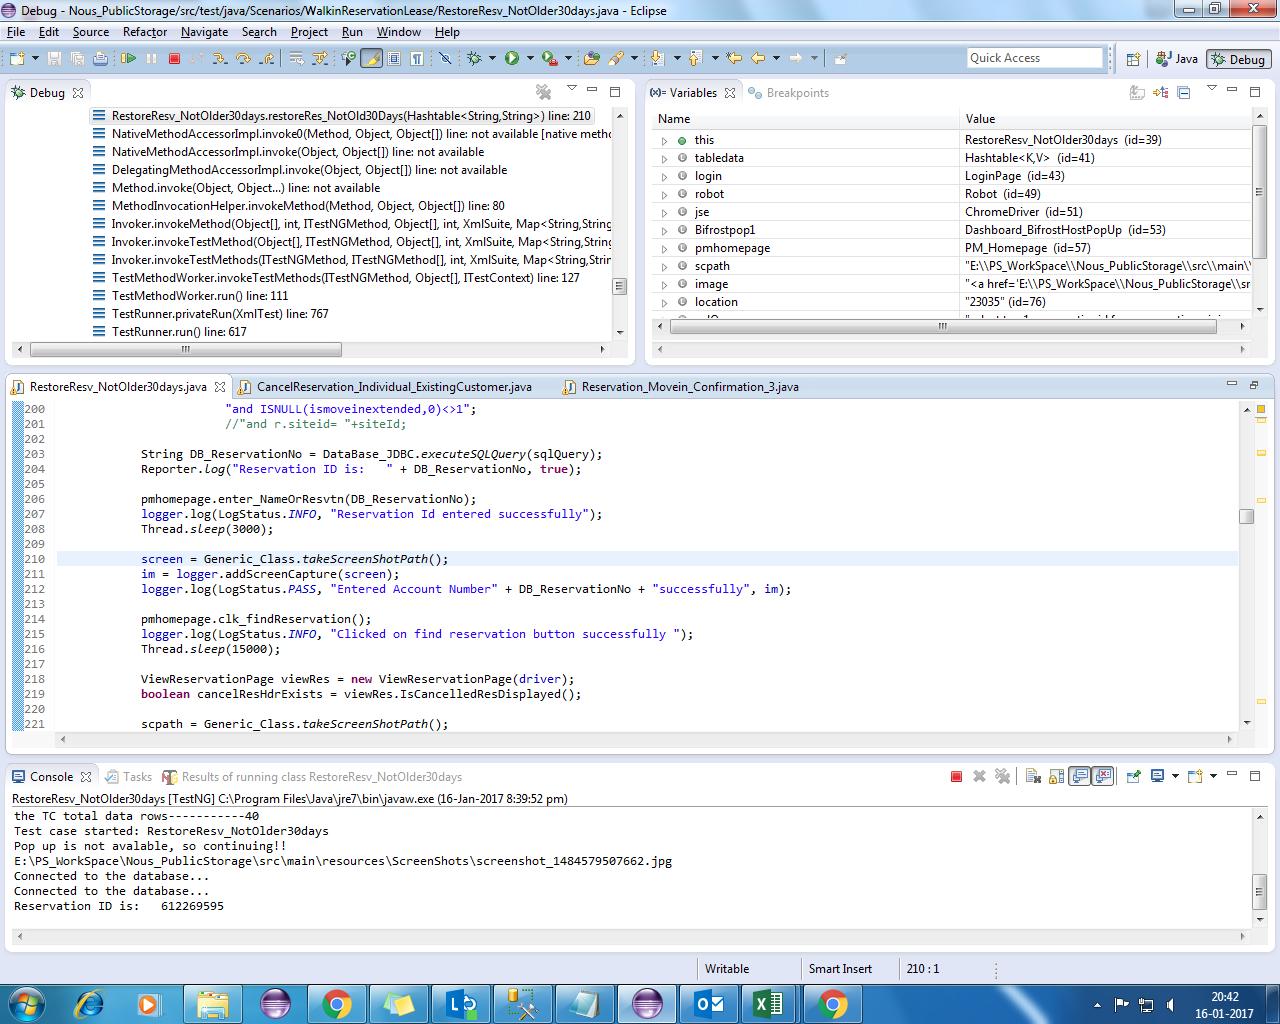 Debug - Nous_PublicStorage/src/test/java/Scenarios/WalkinReservationLease/RestoreResv_NotOlder30days.java - Eclipse
File Edit Source Refactor Navigate Search Project Run Window Help
Quick Access
Java
Debug
Debug
RestoreResv_NotOlder30days.restoreRes_NotOld30Days(Hashtable<String,String>) line: 210
NativeMethodAccessorImpl.invoke0(Method, Object, Object[]) line: not available [native methc
NativeMethodAccessorImpl.invoke(Object, Object[]) line: not available
DelegatingMethodAccessorImpl.invoke(Object, Object[]) line: not available
Method.invoke(Object, Object...) line: not available
MethodInvocationHelper.invokeMethod(Method, Object, Object[]) line: 80
Invoker.invokeMethod(Object[], int, ITestNGMethod, Object[], int, XmlSuite, Map<String,String
Invoker.invokeTestMethod(Object[], int, ITestNGMethod, Object[], int, XmlSuite, Map<String,String
Invoker.invokeTestMethods(ITestNGMethod, ITestNGMethod[], int, XmlSuite, Map<String,Strin
TestMethodWorker.invokeTestMethods(ITestNGMethod, Object[], ITestContext) line: 127
TestMethodWorker.run() line: 111
TestRunner.privateRun(XmlTest) line: 767
TestRunner.run() line: 617
Variables Breakpoints
Name Value
this RestoreResv_NotOlder30days (id=39)
tabledata Hashtable<K,V> (id=41)
login LoginPage (id=43)
robot Robot (id=49)
jse ChromeDriver (id=51)
Bifrostpop1 Dashboard_BifrostHostPopUp (id=53)
pmhomepage PM_Homepage (id=57)
scpath "E:\\PS_WorkSpace\\Nous_PublicStorage\\src\\main\\
image "<a href='E:\\PS_WorkSpace\\Nous_PublicStorage\\sr
location "23035" (id=76)
RestoreResv_NotOlder30days.java CancelReservation_Individual_ExistingCustomer.java Reservation_Movein_Confirmation_3.java
200 "and ISNULL(ismoveinextended,0)<>1";
201 //"and r.siteid= "+siteId;
202
203 String DB_ReservationNo = DataBase_JDBC.executeSQLQuery(sqlQuery);
204 Reporter.log("Reservation ID is:   " + DB_ReservationNo, true);
205
206 pmhomepage.enter_NameOrResvtn(DB_ReservationNo);
207 logger.log(LogStatus.INFO, "Reservation Id entered successfully");
208 Thread.sleep(3000);
209
210 screen = Generic_Class.takeScreenShotPath();
211 im = logger.addScreenCapture(screen);
212 logger.log(LogStatus.PASS, "Entered Account Number" + DB_ReservationNo + "successfully", im);
213
214 pmhomepage.clk_findReservation();
215 logger.log(LogStatus.INFO, "Clicked on find reservation button successfully ");
216 Thread.sleep(15000);
217
218 ViewReservationPage viewRes = new ViewReservationPage(driver);
219 boolean cancelResHdrExists = viewRes.IsCancelledResDisplayed();
220
221 scpath = Generic_Class.takeScreenShotPath();
Console Tasks Results of running class RestoreResv_NotOlder30days
RestoreResv_NotOlder30days [TestNG] C:\Program Files\Java\jre7\bin\javaw.exe (16-Jan-2017 8:39:52 pm)
the TC total data rows-----------40
Test case started: RestoreResv_NotOlder30days
Pop up is not avalable, so continuing!!
E:\PS_WorkSpace\Nous_PublicStorage\src\main\resources\ScreenShots\screenshot_1484579507662.jpg
Connected to the database...
Connected to the database...
Reservation ID is:   612269595
Writable Smart Insert 210 : 1
20:42
16-01-2017